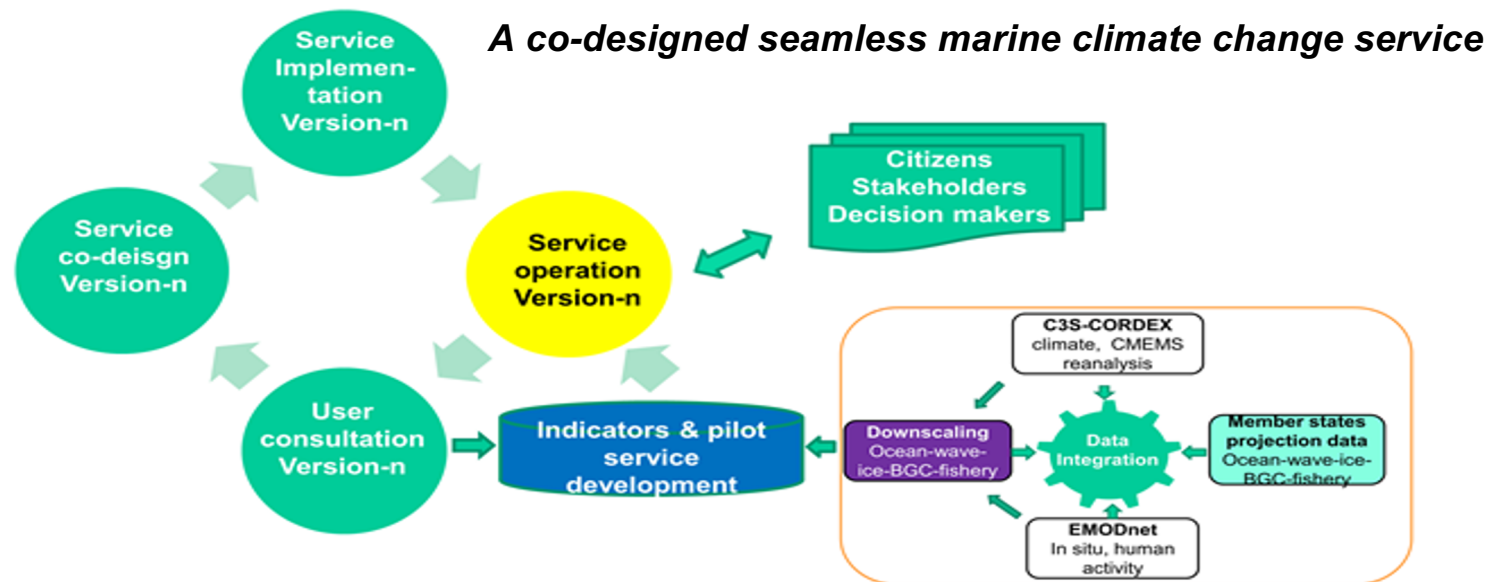 A co-designed seamless marine climate change service
Service
Implemen-
tation
Version-n
Citizens
Stakeholders
Decision makers
Service
co-deisgn
Version-n
Service
operation
Version-n
User
consultation
Version-n
Indicators & pilot
service
development
C3S-CORDEX
climate, CMEMS
reanalysis
Downscaling
Ocean-wave-
ice-BGC-fishery
Data
Integration
Member states
projection data
Ocean-wave-ice-
BGC-fishery
EMODnet
In situ, human
activity